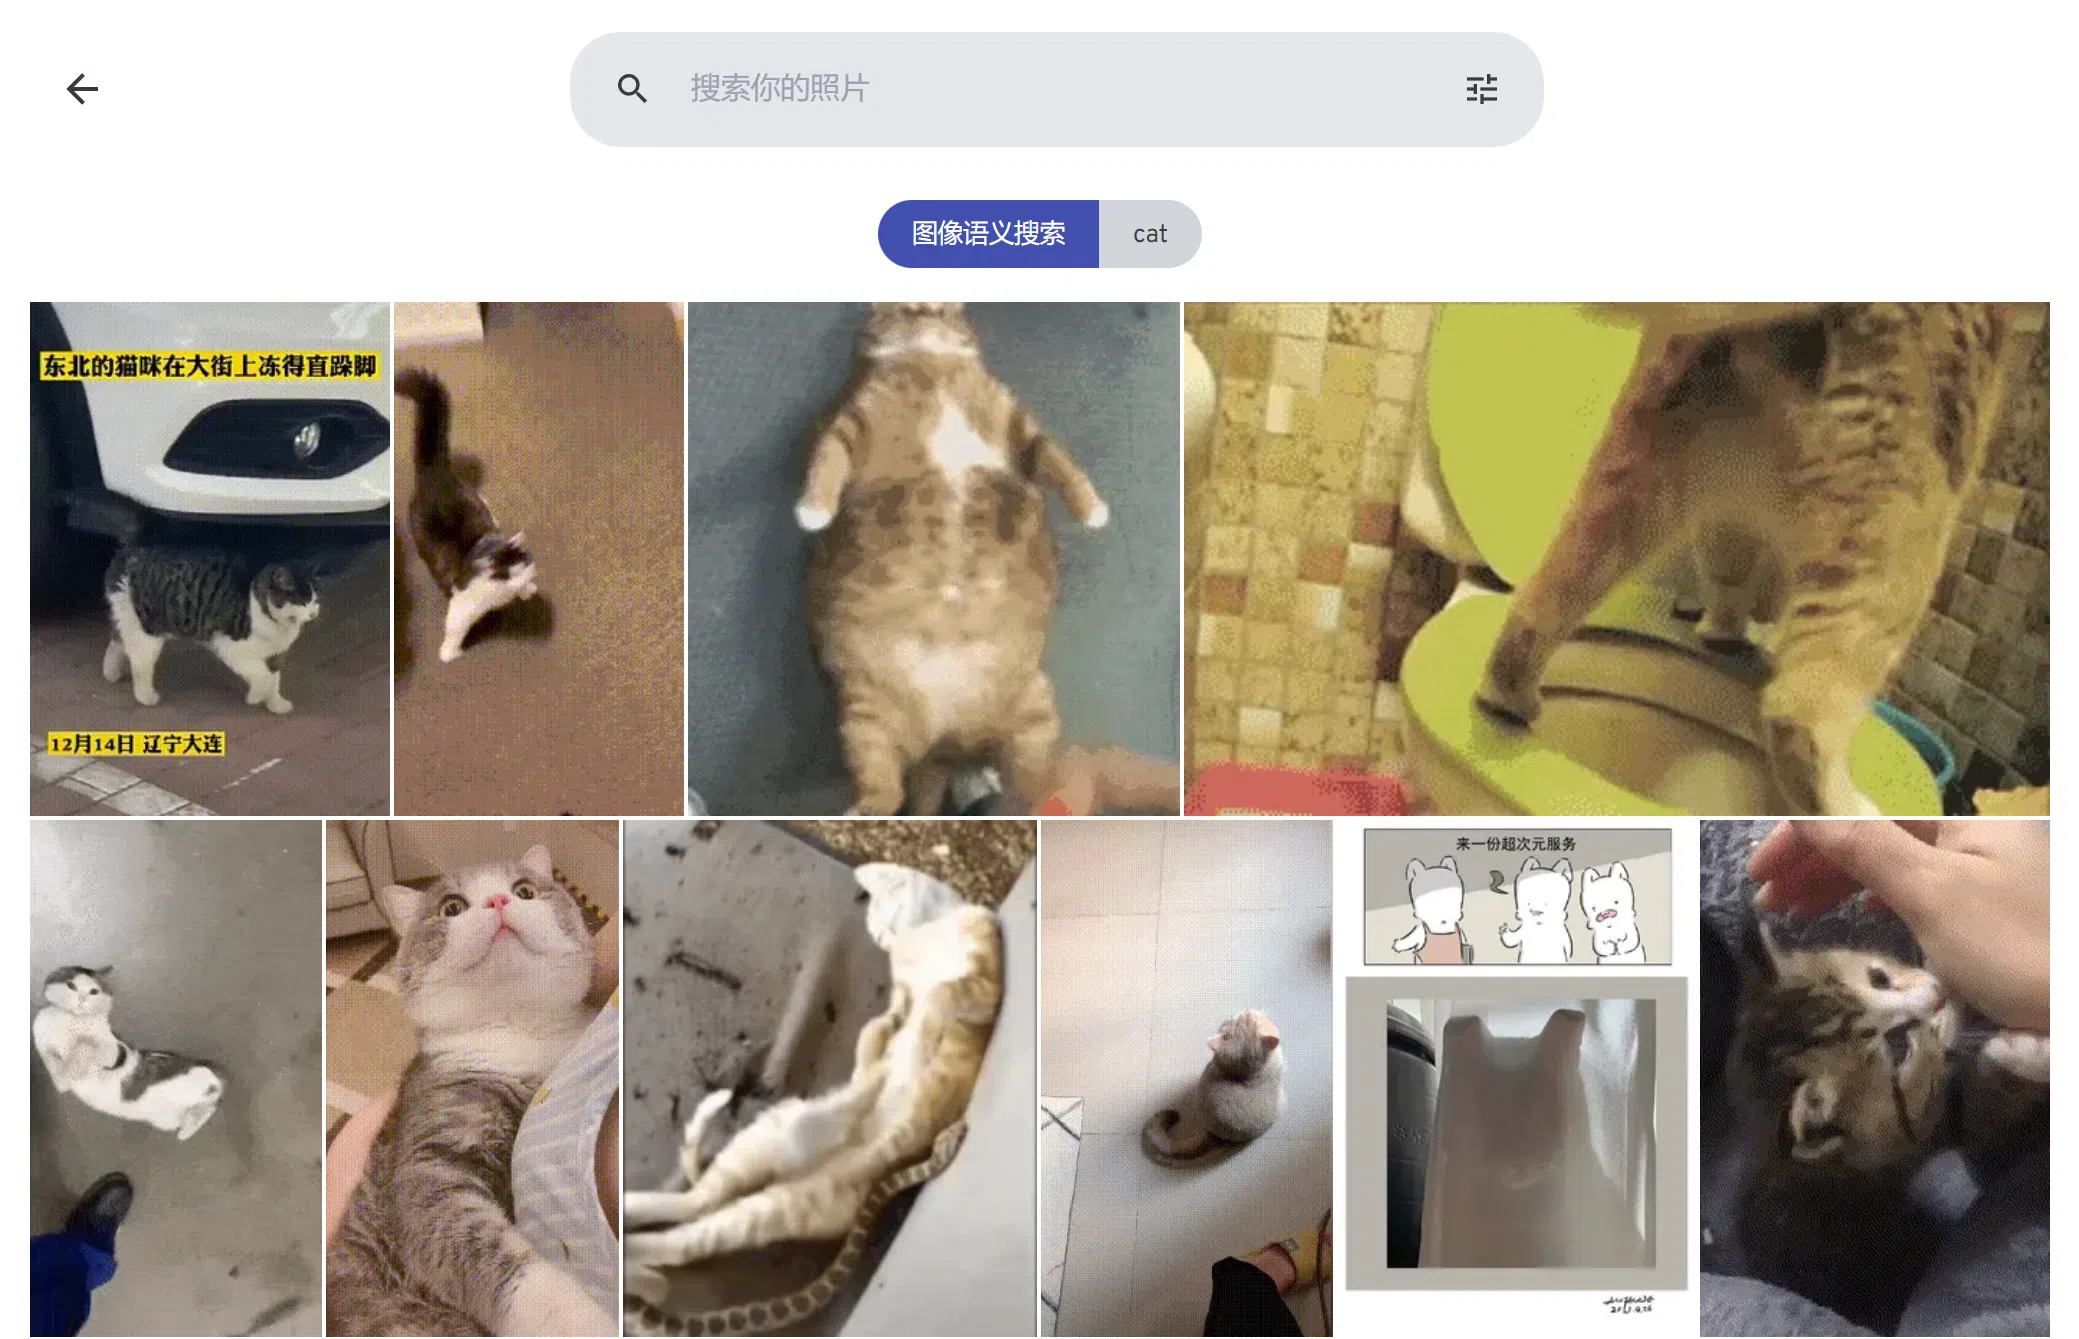 搜索你的照片
图像语义搜索
cat
东北的猫咪在大街上冻得直跺脚
12月14日 辽宁大连
来一份超次元服务